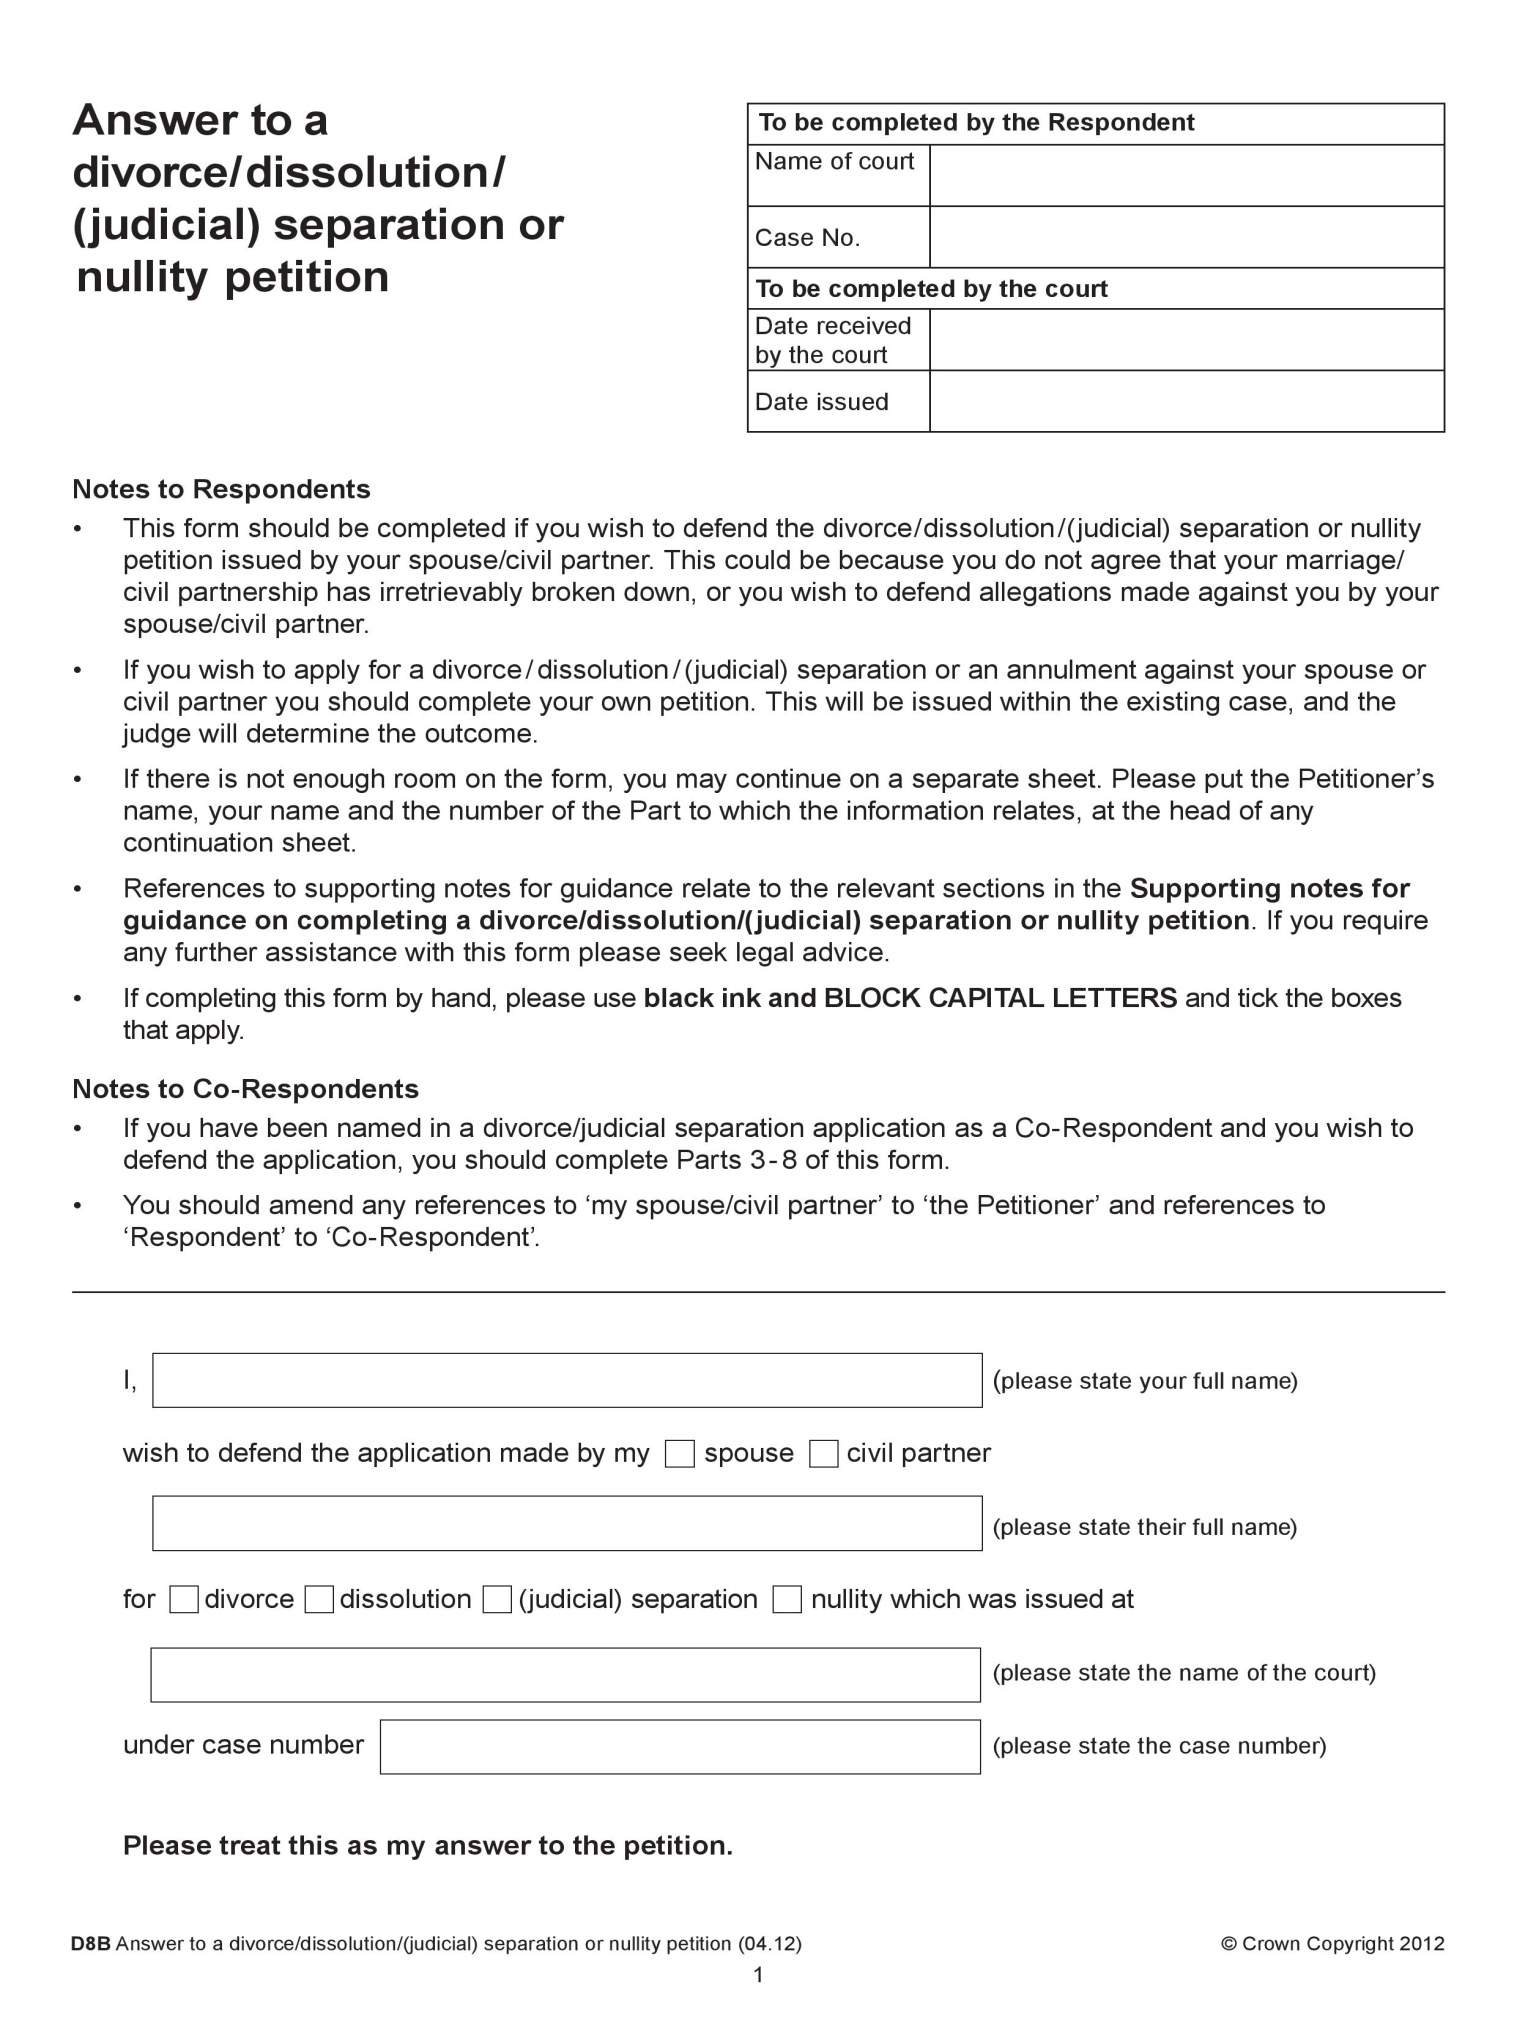 Answer to a
divorce/dissolution/
(judicial) separation or
nullity petition
To be completed by the Respondent
Name of court
Case No.
To be completed by the court
Date received
by the court
Date issued
Notes to Respondents
• This form should be completed if you wish to defend the divorce/dissolution/(judicial) separation or nullity
petition issued by your spouse/civil partner. This could be because you do not agree that your marriage/
civil partnership has irretrievably broken down, or you wish to defend allegations made against you by your
spouse/civil partner.
• If you wish to apply for a divorce/dissolution/(judicial) separation or an annulment against your spouse or
civil partner you should complete your own petition. This will be issued within the existing case, and the
judge will determine the outcome.
• If there is not enough room on the form, you may continue on a separate sheet. Please put the Petitioner’s
name, your name and the number of the Part to which the information relates, at the head of any
continuation sheet.
• References to supporting notes for guidance relate to the relevant sections in the Supporting notes for
guidance on completing a divorce/dissolution/(judicial) separation or nullity petition. If you require
any further assistance with this form please seek legal advice.
• If completing this form by hand, please use black ink and BLOCK CAPITAL LETTERS and tick the boxes
that apply.
Notes to Co-Respondents
• If you have been named in a divorce/judicial separation application as a Co-Respondent and you wish to
defend the application, you should complete Parts 3-8 of this form.
• You should amend any references to ‘my spouse/civil partner’ to ‘the Petitioner’ and references to
‘Respondent’ to ‘Co-Respondent’.
I, (please state your full name)
wish to defend the application made by my spouse civil partner
(please state their full name)
for divorce dissolution (judicial) separation nullity which was issued at
(please state the name of the court)
under case number (please state the case number)
Please treat this as my answer to the petition.
D8B Answer to a divorce/dissolution/(judicial) separation or nullity petition (04.12) © Crown Copyright 2012
1